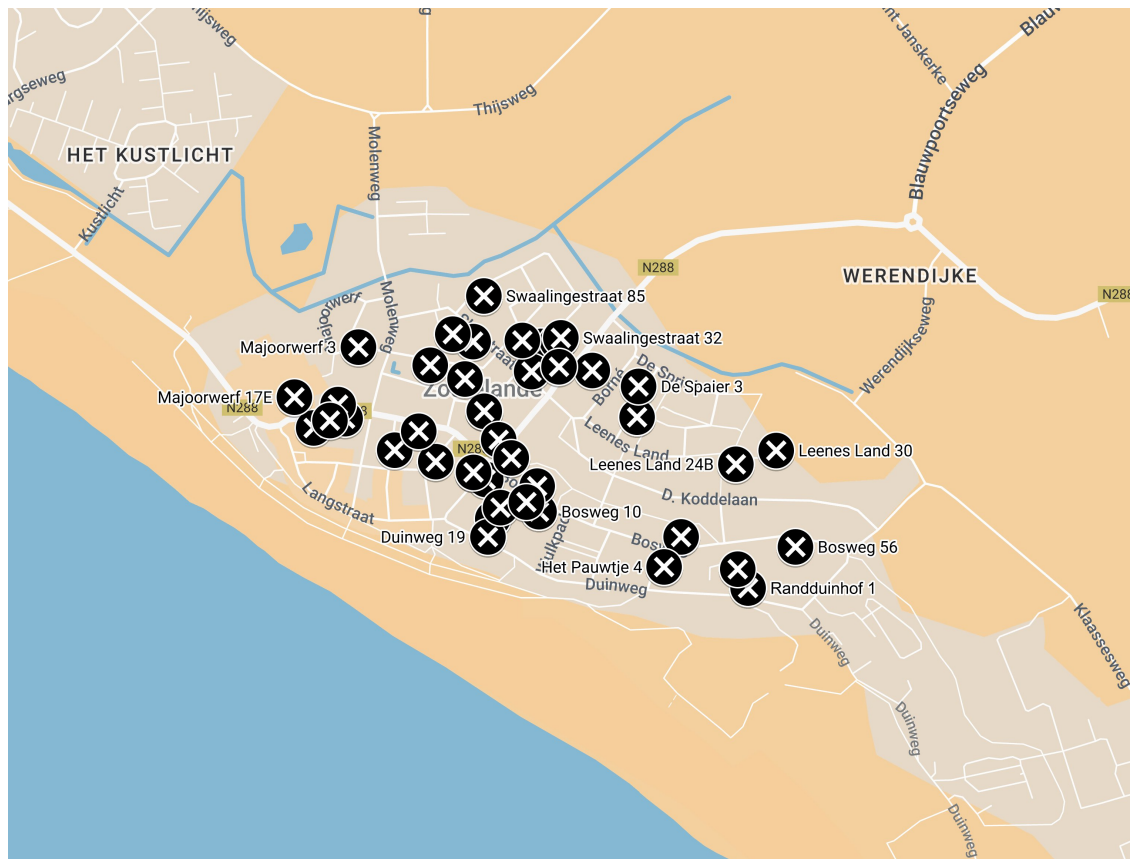 Thijsweg
Blauwpoortseweg
Molenweg
HET KUSTLICHT
Kustlicht
N288
WERENDIJKE
N288
Werendijkseweg
Majoorwerf
Molenweg
Swaalingestraat 85
Majoorwerf 3
Swaalingestraat 32
De Spaier 3
Majoorwerf 17E
N288
Leenes Land
Leenes Land 30
Leenes Land 24B
Langstraat
D. Koddelaan
Bosweg 10
Duinweg 19
Bosweg 56
Het Pauwtje 4
Duinweg
Randduinhof 1
Klaassesweg
Duinweg
Duinweg
Duinweg